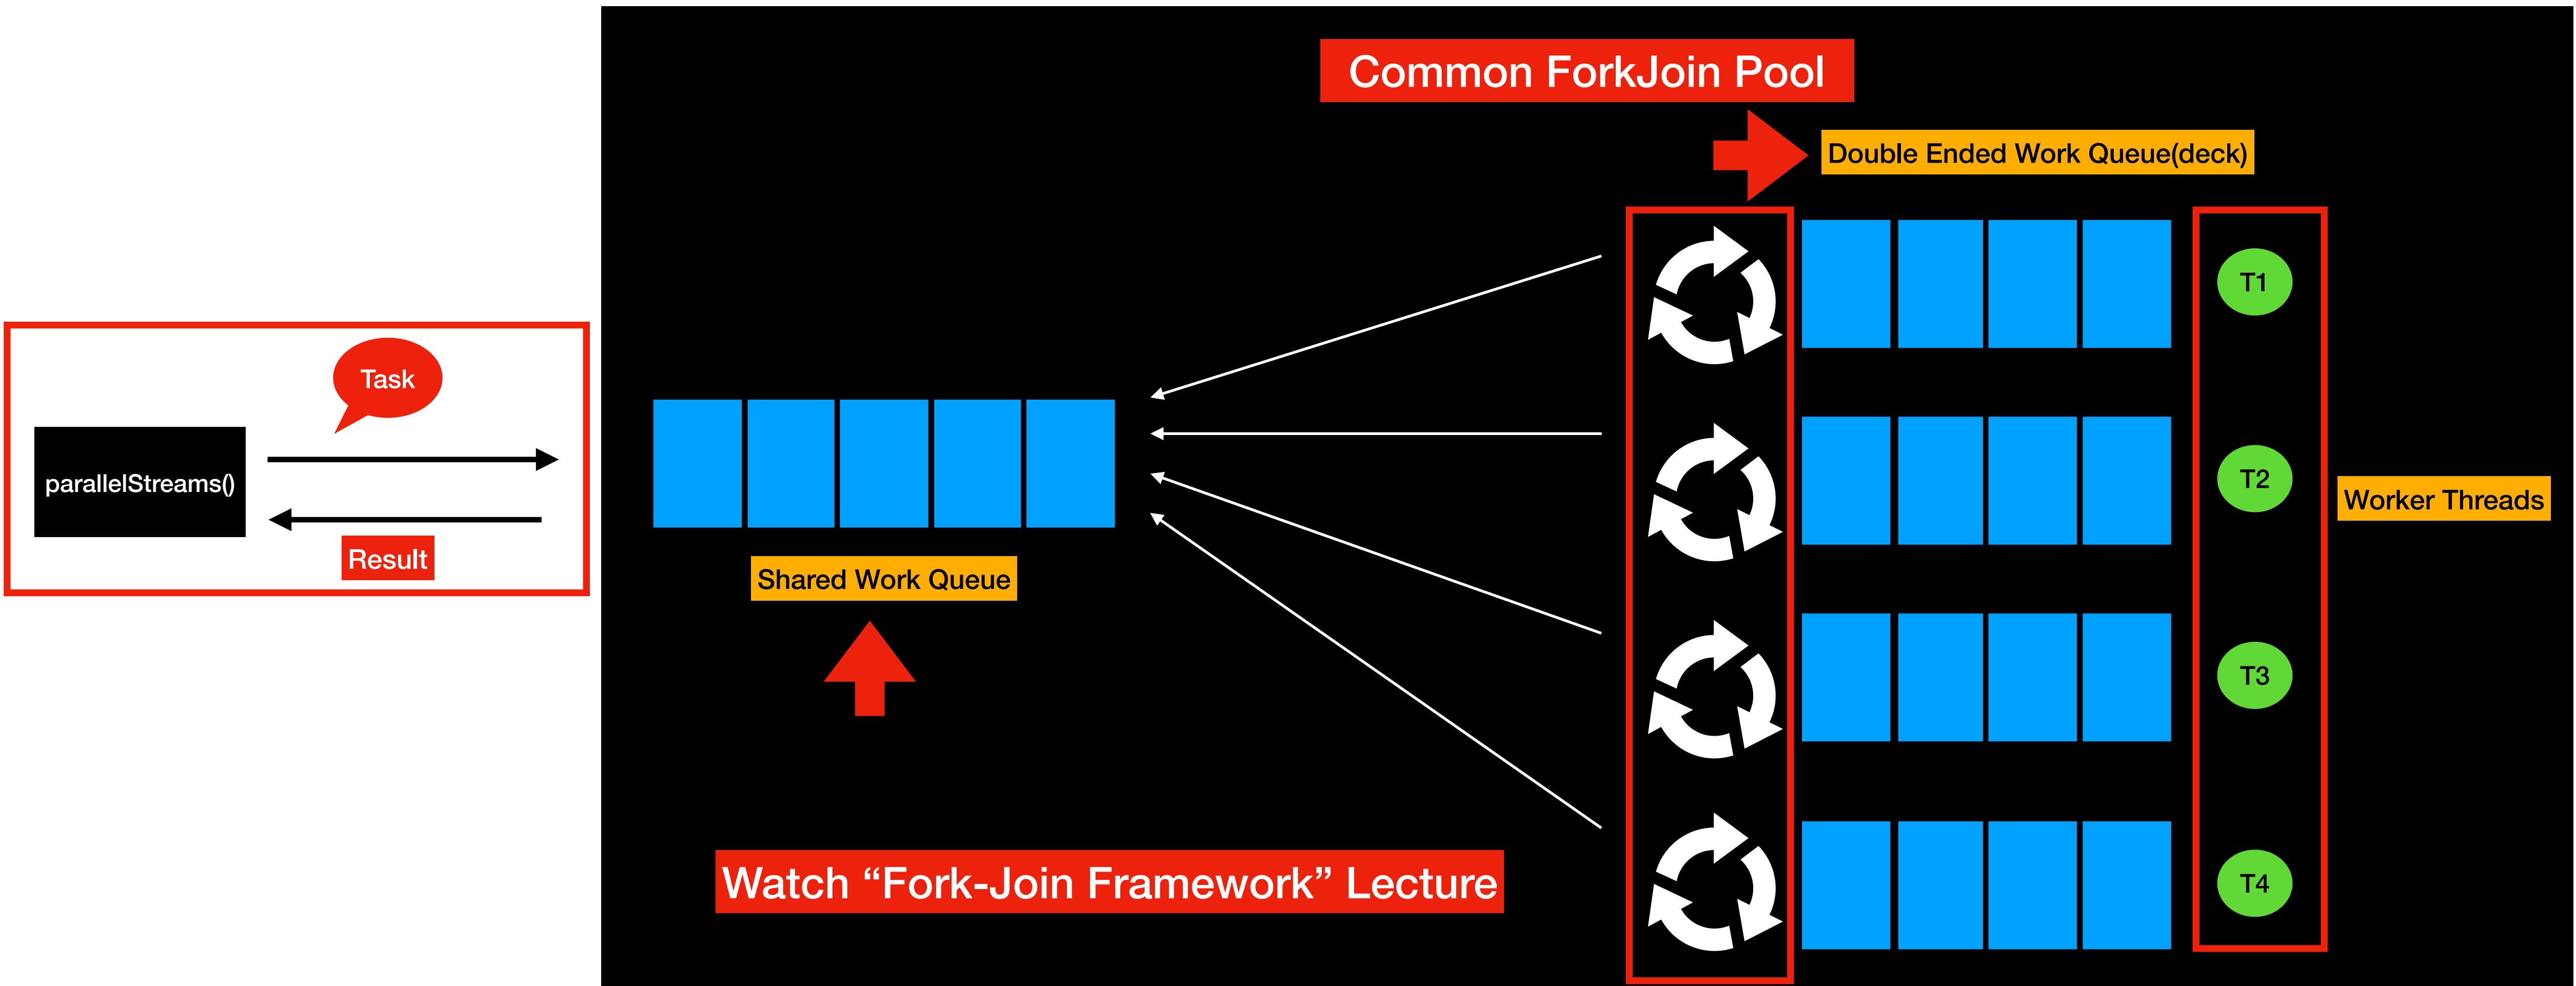 Common ForkJoin Pool
Double Ended Work Queue(deck)
Task
parallelStreams()
Result
Shared Work Queue
T1
T2
Worker Threads
T3
Watch “Fork-Join Framework” Lecture
T4